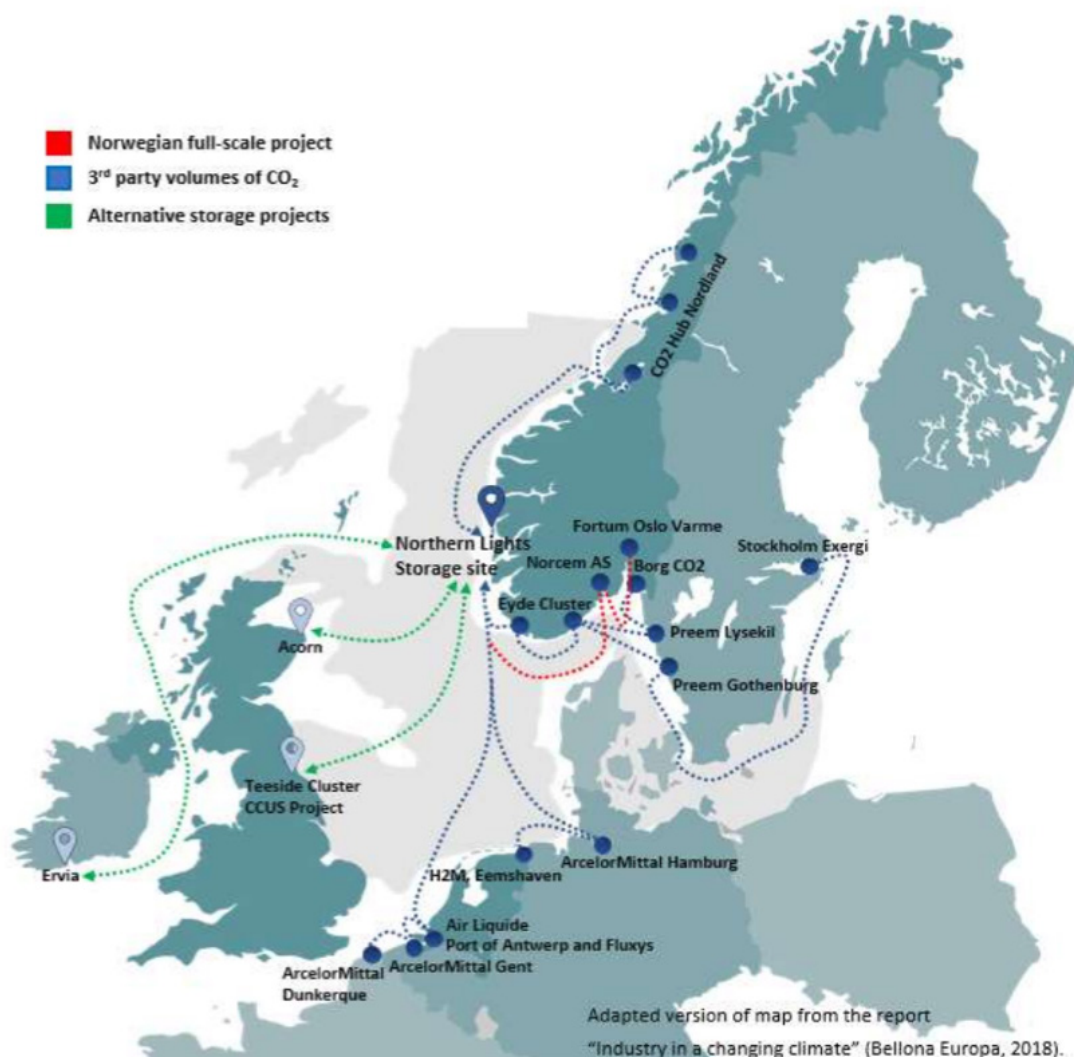 Norwegian full-scale project
3rd party volumes of CO₂
Alternative storage projects
CO2 Hub Nordland
Fortum Oslo Varme
Stockholm Exergi
Northern Lights
Storage site
Norcem AS
Borg CO2
Eyde Cluster
Preem Lysekil
Acorn
Preem Gothenburg
Teeside Cluster
CCUS Project
Ervia
H2M, Eemshaven
ArcelorMittal Hamburg
Air Liquide
Port of Antwerp and Fluxys
ArcelorMittal Gent
ArcelorMittal
Dunkerque
Adapted version of map from the report
“Industry in a changing climate” (Bellona Europa, 2018).